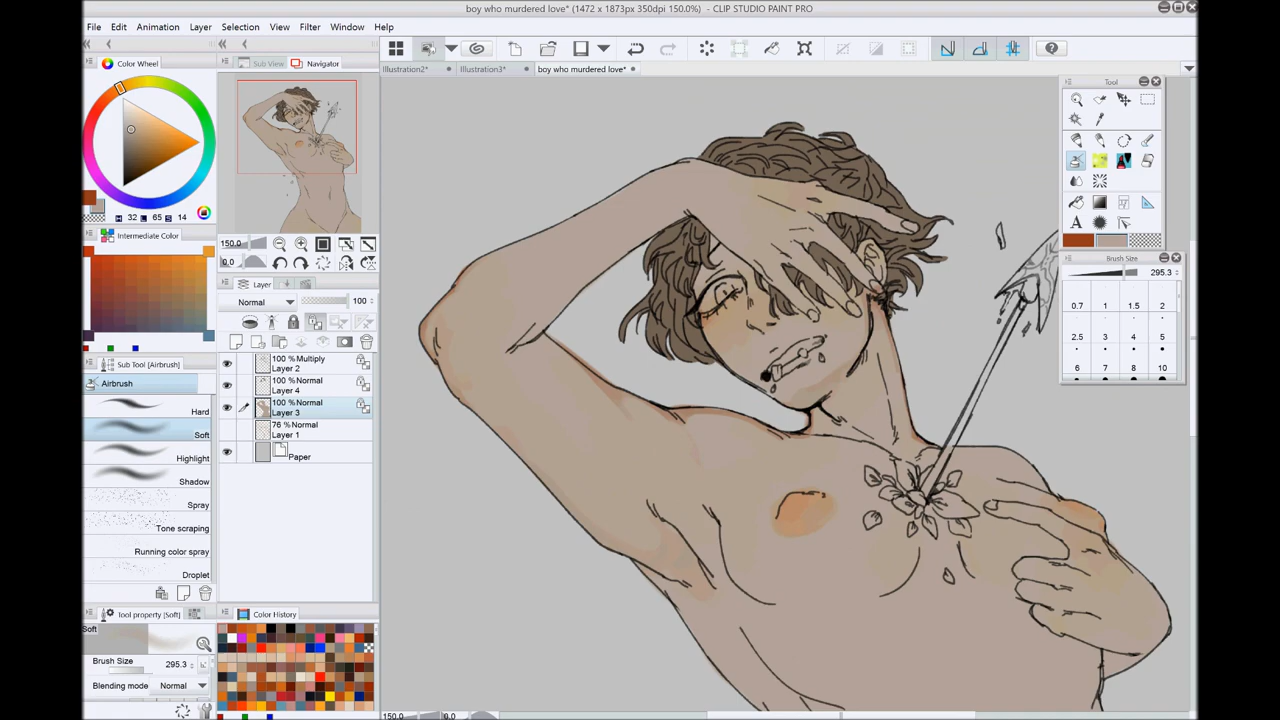 boy who murdered love* (1472 x 1873px 350dpi 150.0%) - CLIP STUDIO PAINT PRO
File Edit Animation Layer Selection View Filter Window Help
Illustration2* Illustration3* boy who murdered love*
Color Wheel
Sub View Navigator
Tool
H 32 L 65 S 14
Intermediate Color
150.0
0.0
Layer
Normal 100
100 %Multiply
Layer 2
100 %Normal
Layer 4
100 %Normal
Layer 3
76 %Normal
Layer 1
Paper
Sub Tool [Airbrush]
Airbrush
Hard
Soft
Highlight
Shadow
Spray
Tone scraping
Running color spray
Droplet
Tool property [Soft]
Soft
Brush Size 295.3
Blending mode Normal
Color History
A
Brush Size
295.3
0.7 1 1.5 2
2.5 3 4 5
6 7 8 10
150.0 0.0